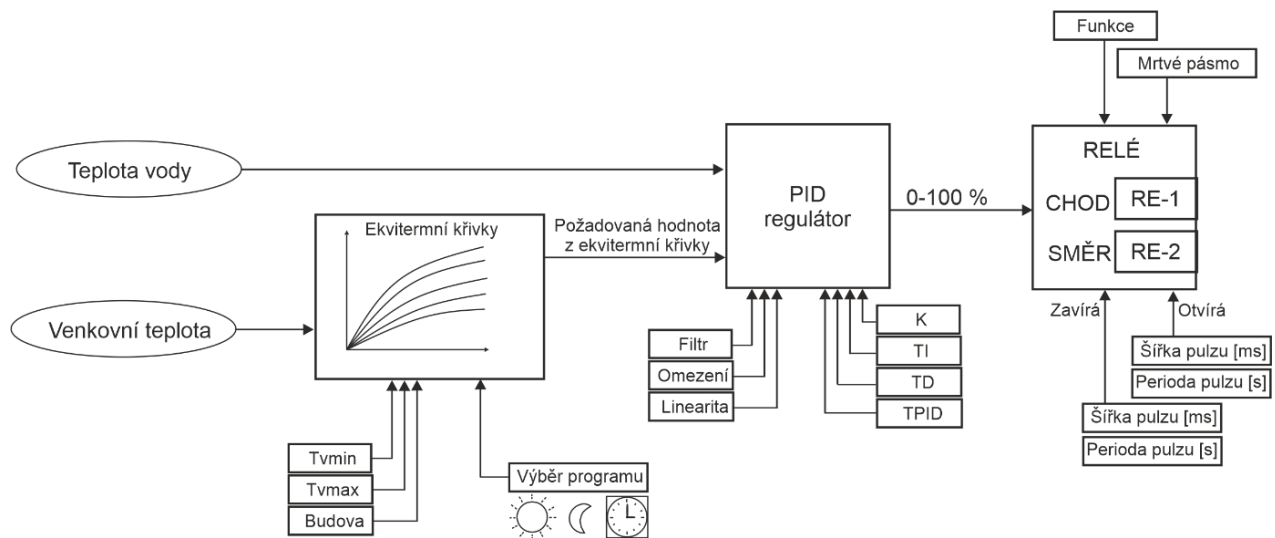 Funkce
Mrtvé pásmo
Teplota vody
PID
regulátor
0-100 %
RELÉ
CHOD
RE-1
SMĚR
RE-2
Ekvitermní křivky
Požadovaná hodnota
z ekvitermní křivky
Venkovní teplota
Zavírá
Otvírá
Filtr
Omezení
Linearita
K
TI
TD
TPID
Šířka pulzu [ms]
Perioda pulzu [s]
Šířka pulzu [ms]
Perioda pulzu [s]
Tvmin
Tvmax
Budova
Výběr programu